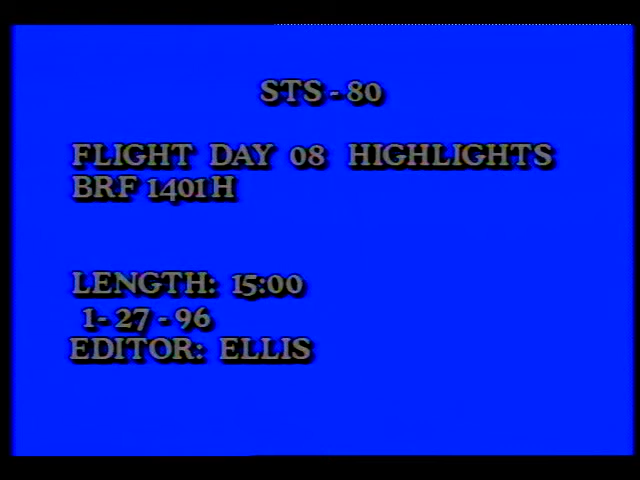 STS - 80
FLIGHT DAY 08 HIGHLIGHTS
BRF 1401H
LENGTH: 15:00
1- 27 - 96
EDITOR: ELLIS